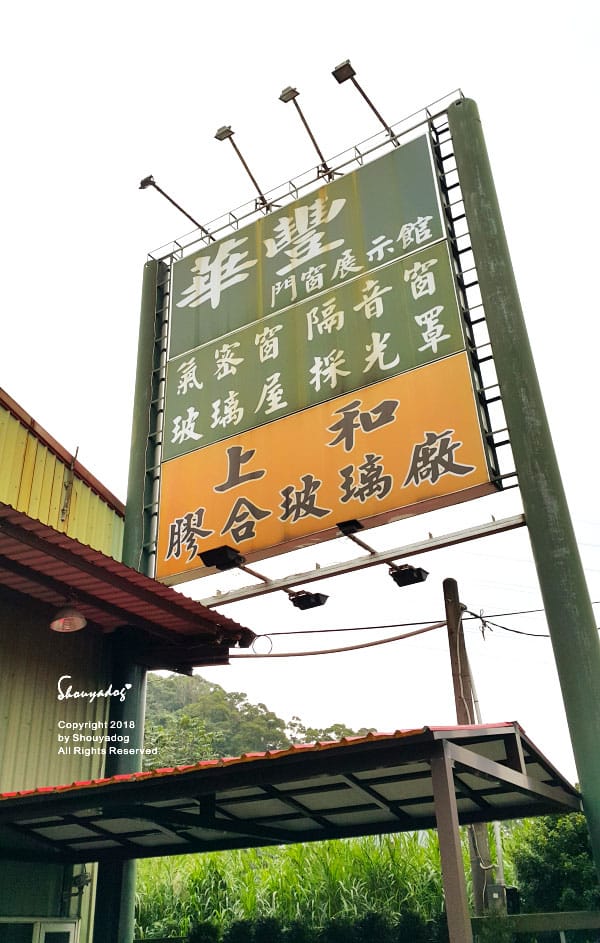 華豐
門窗展示館
氣密窗 隔音窗
玻璃屋 採光罩
上和
膠合玻璃廠
Shouyadog
Copyright 2018
by Shouyadog
All Rights Reserved